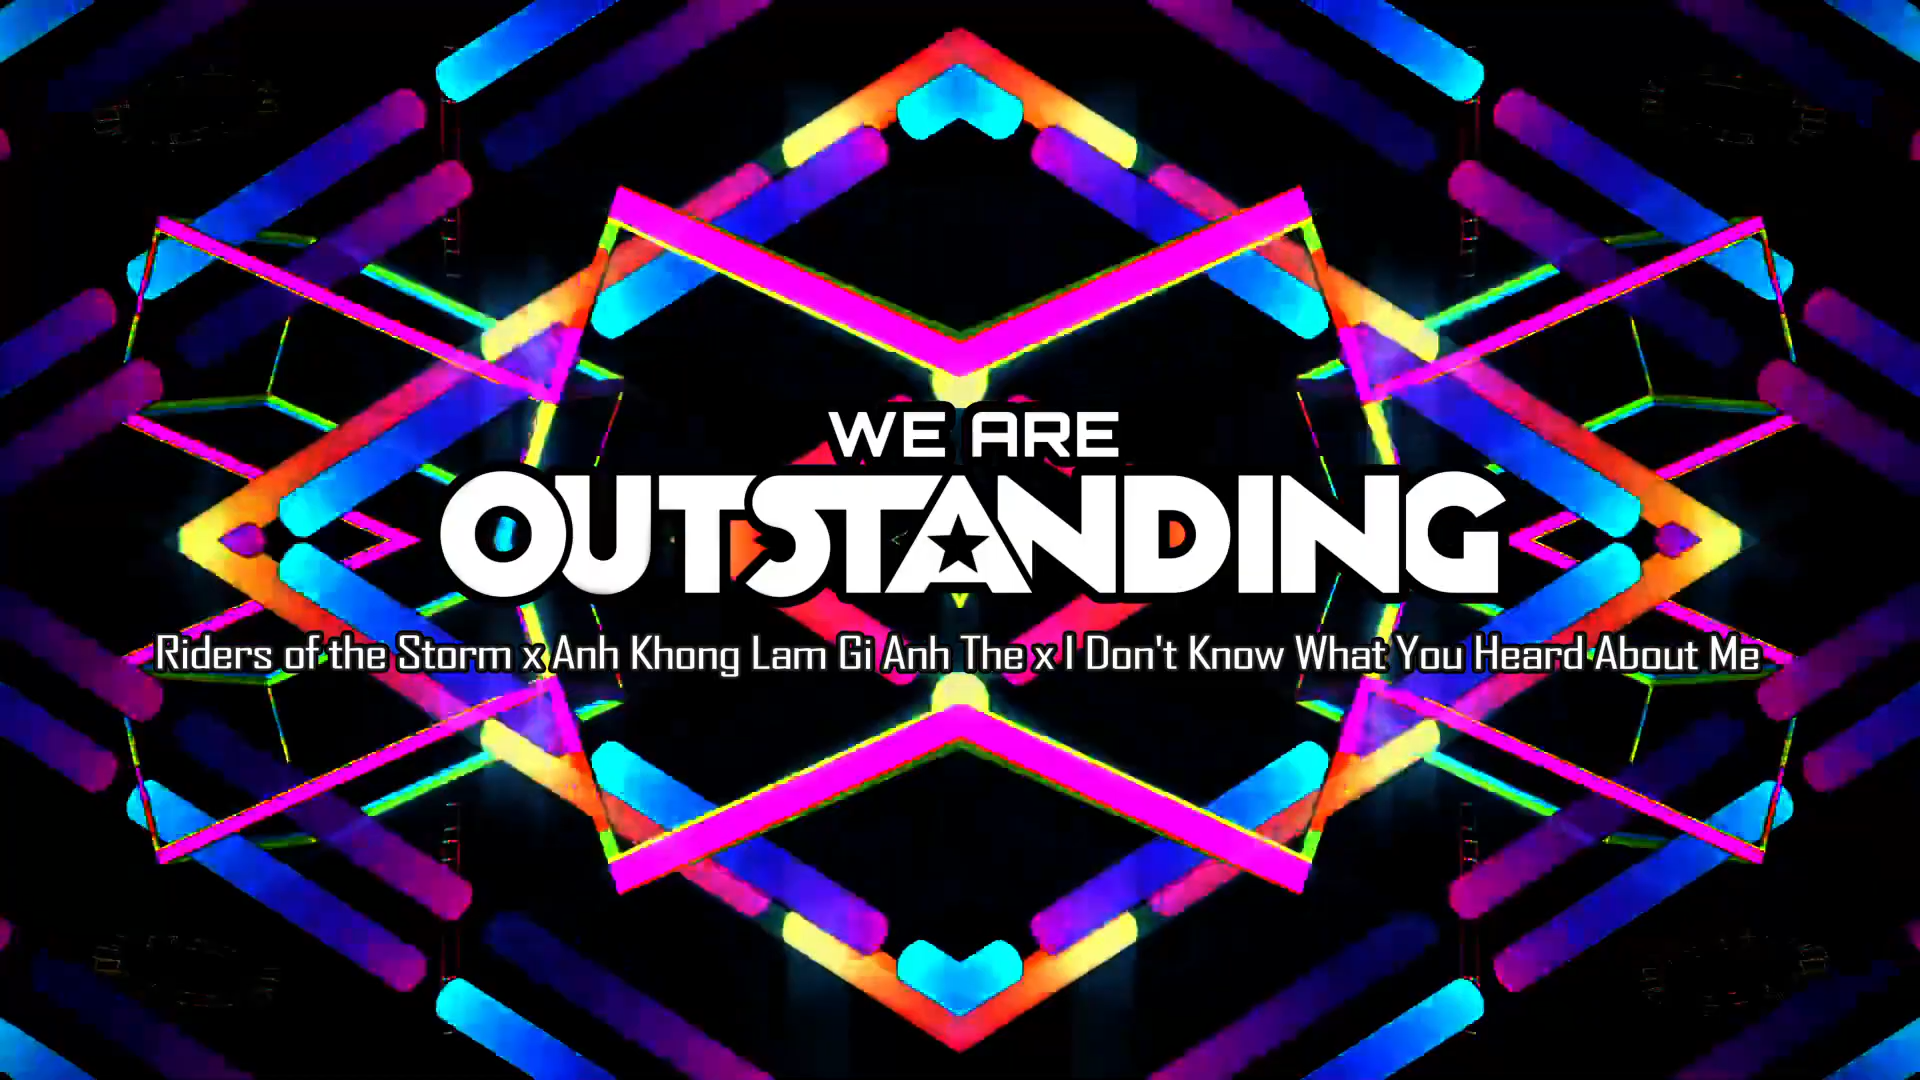 WE ARE
OUTSTANDING
Riders of the Storm x Anh Khong Lam Gi Anh The x I Don't Know What You Heard About Me